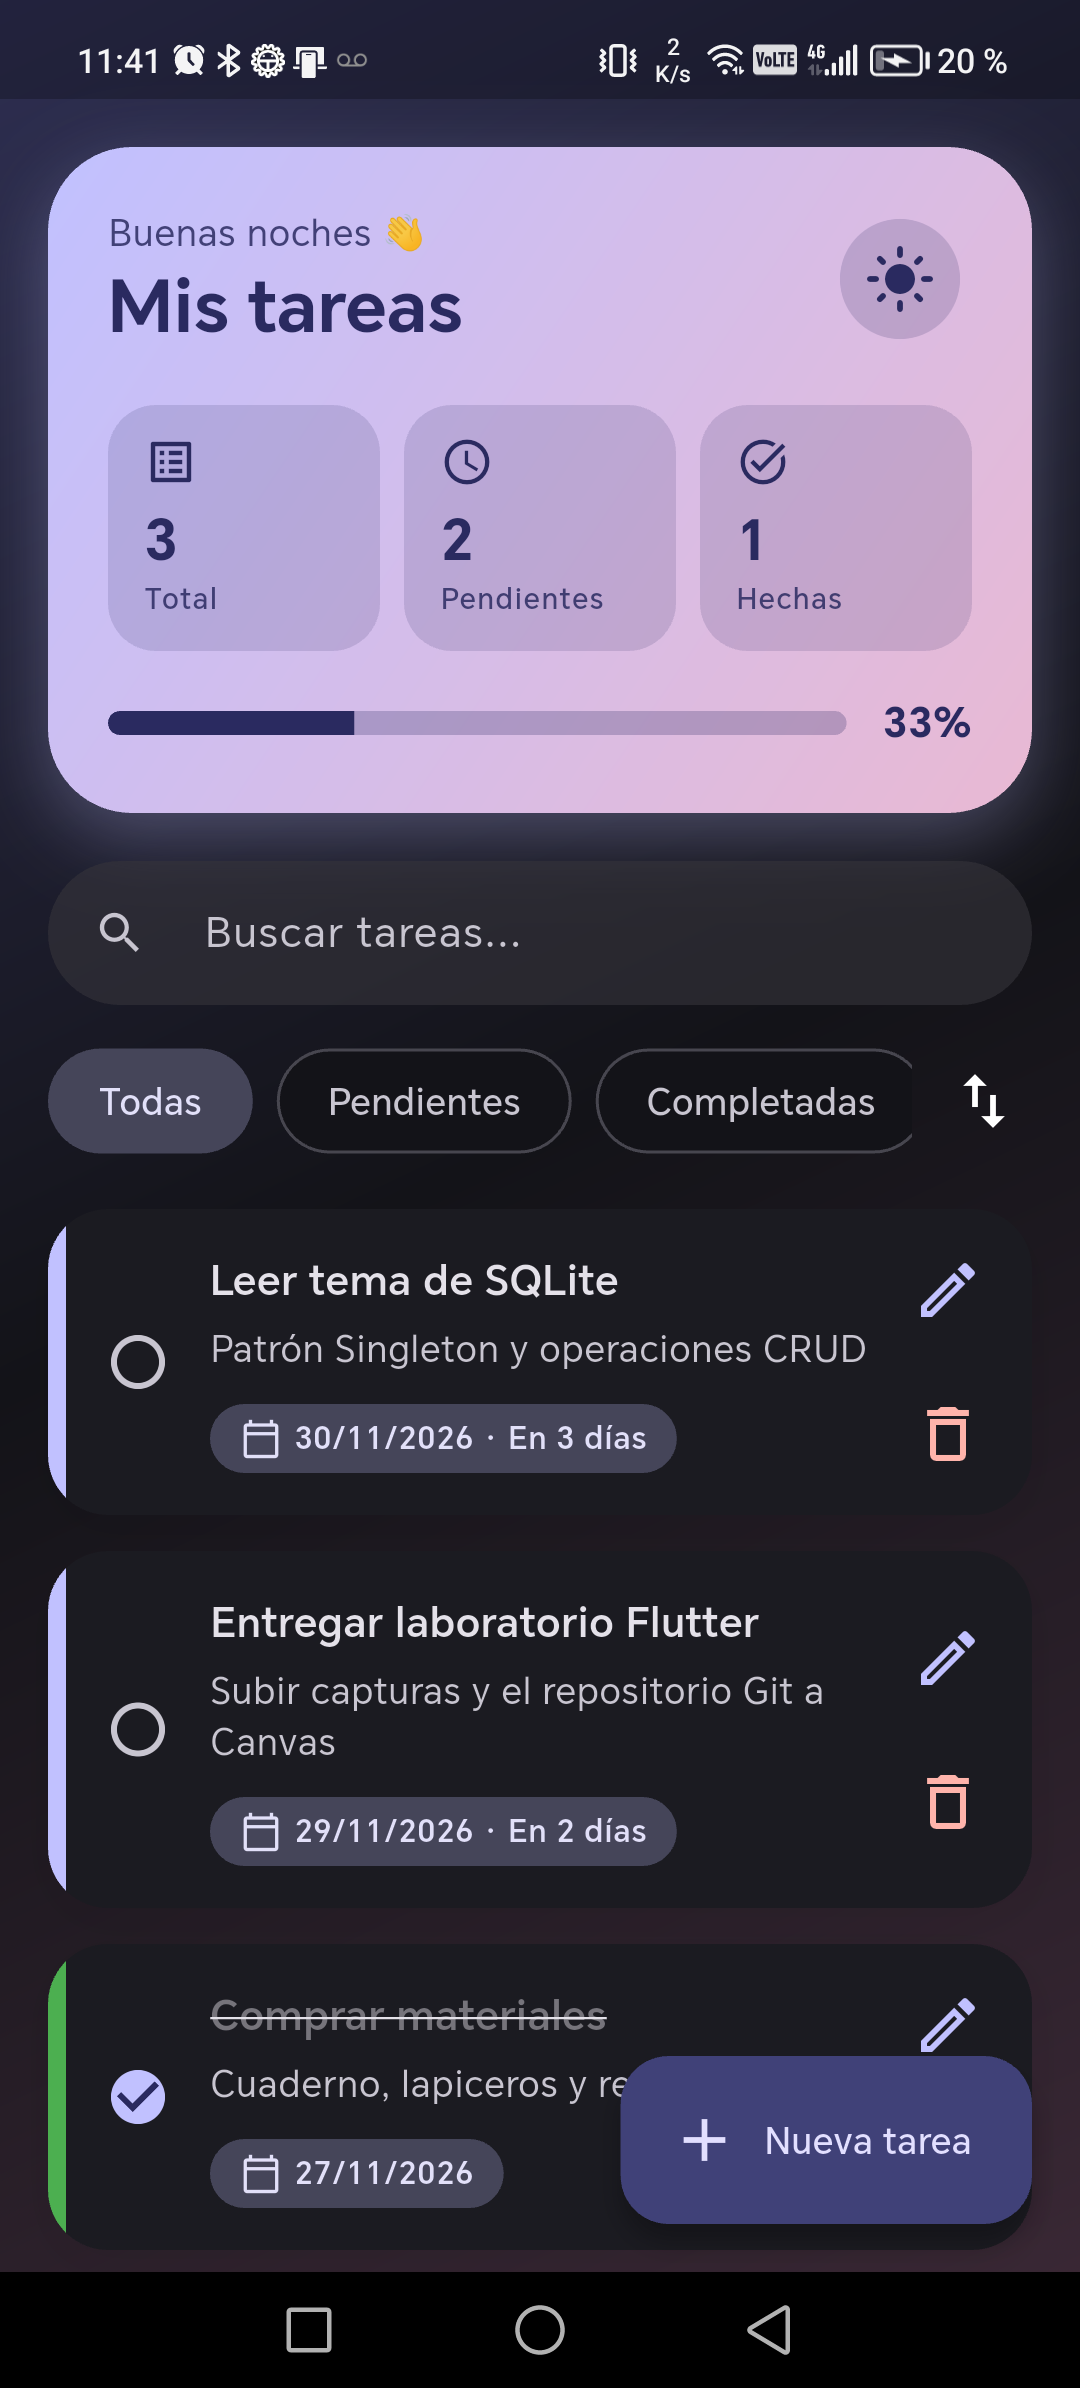 11:41 2 K/s VoLTE 4G 20 %
Buenas noches 👋
Mis tareas
3 2 1
Total Pendientes Hechas
33%
Buscar tareas...
Todas Pendientes Completadas
Leer tema de SQLite
Patrón Singleton y operaciones CRUD
30/11/2026 · En 3 días
Entregar laboratorio Flutter
Subir capturas y el repositorio Git a
Canvas
29/11/2026 · En 2 días
Comprar materiales
Cuaderno, lapiceros y re
27/11/2026
Nueva tarea